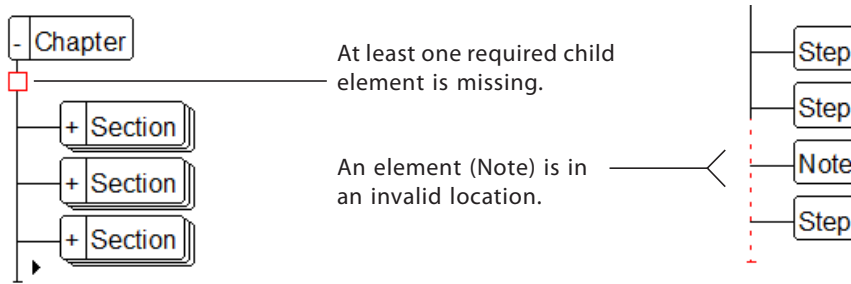 - Chapter
At least one required child
element is missing.
+ Section
+ Section
+ Section
An element (Note) is in
an invalid location.
Step
Step
Note
Step